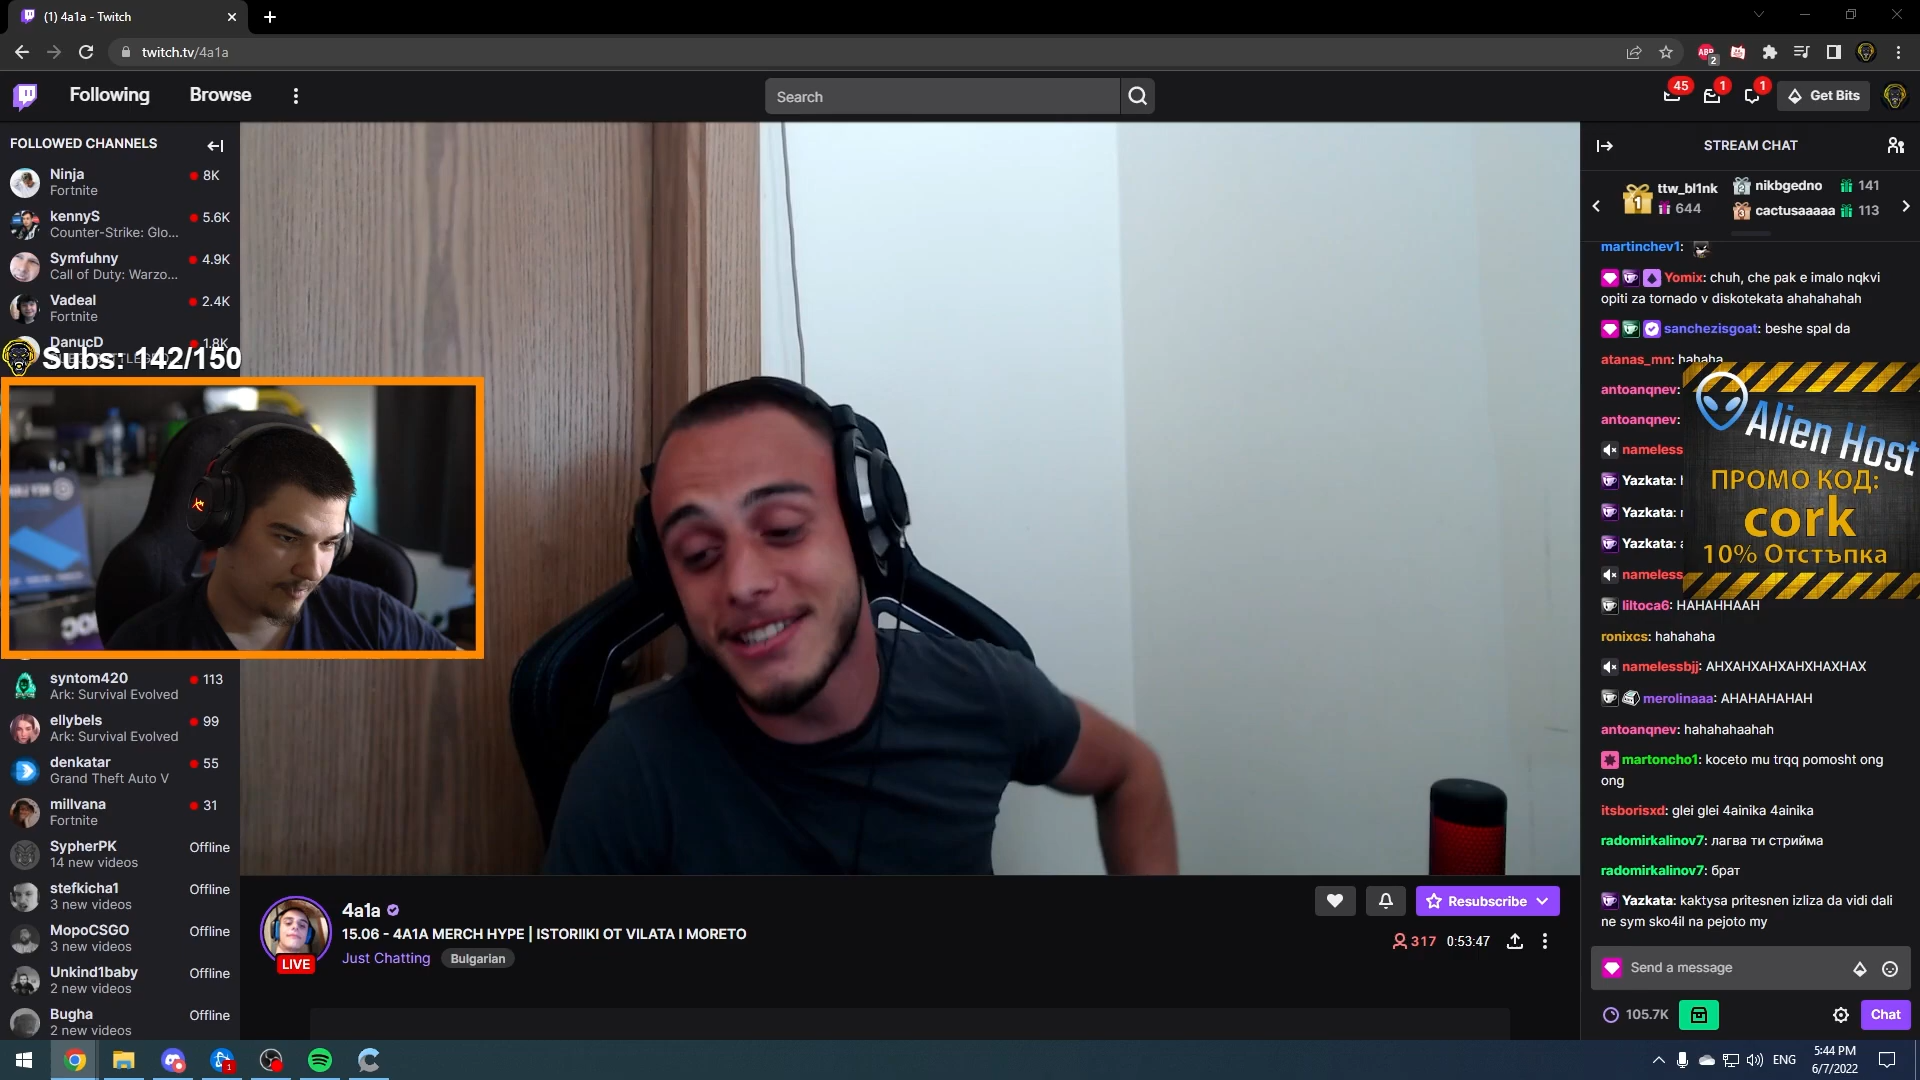 (1) 4a1a - Twitch
twitch.tv/4a1a
ABP
2
Following
Browse
Search
45
1
1
Get Bits
FOLLOWED CHANNELS
Ninja
8K
Fortnite
kennyS
5.6K
Counter-Strike: Glo...
Symfuhny
4.9K
Call of Duty: Warzo...
Vadeal
2.4K
Fortnite
DanucD
1.8K
Subs: 142/150
syntom420
113
Ark: Survival Evolved
ellybels
99
Ark: Survival Evolved
denkatar
55
Grand Theft Auto V
millvana
31
Fortnite
SypherPK
Offline
14 new videos
stefkicha1
Offline
3 new videos
MopoCSGO
Offline
3 new videos
Unkind1baby
Offline
2 new videos
Bugha
Offline
2 new videos
4a1a
15.06 - 4A1A MERCH HYPE | ISTORIIKI OT VILATA I MORETO
Just Chatting
Bulgarian
LIVE
Resubscribe
317
0:53:47
STREAM CHAT
1
ttw_bl1nk
644
2
nikbgedno
141
3
cactusaaaaa
113
martinchev1:
Yomix: chuh, che pak e imalo nqkvi
opiti za tornado v diskotekata ahahahahah
sanchezisgoat: beshe spal da
atanas_mn: hahaha
antoanqnev:
antoanqnev:
nameless
Yazkata:
Yazkata:
Yazkata:
nameless
Alien Host
ПРОМО КОД:
cork
10% Отстъпка
liltoca6: HAHAHHAAH
ronixcs: hahahaha
namelessbjj: AHXAHXAHXAHXHAXHAX
merolinaaa: AHAHAHAHAH
antoanqnev: hahahahaahah
martoncho1: koceto mu trqq pomosht ong
ong
itsborisxd: glei glei 4ainika 4ainika
radomirkalinov7: лагва ти стрийма
radomirkalinov7: брат
Yazkata: kaktysa pritesnen izliza da vidi dali
ne sym sko4il na pejoto my
Send a message
105.7K
Chat
1
ENG
5:44 PM
6/7/2022